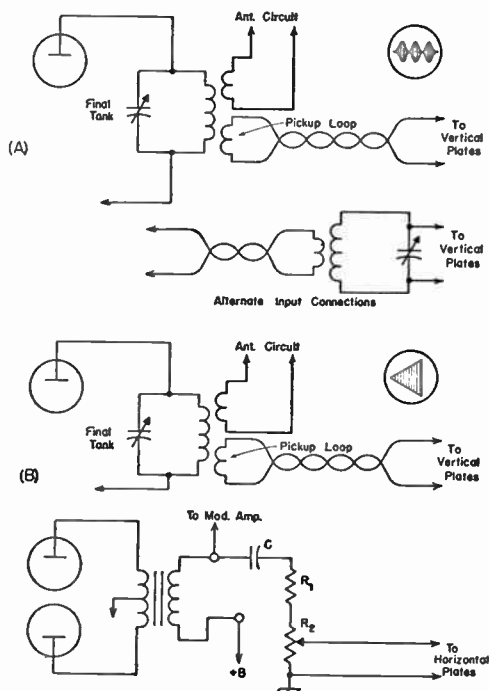 Ant. Circuit
Final
Tank
Pickup Loop
To
Vertical
Plates
(A)
To
Vertical
Plates
Alternate Input Connections
Ant. Circuit
Final
Tank
Pickup Loop
To
Vertical
Plates
(B)
To Mod. Amp.
C
R1
R2
+B
To
Horizontal
Plates